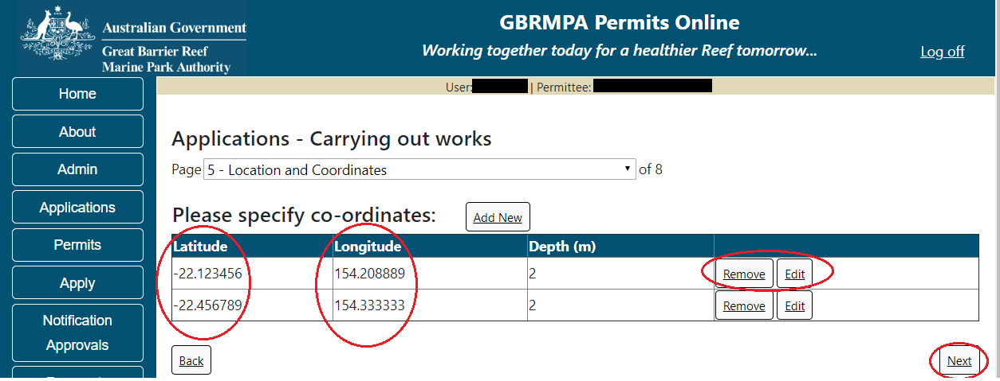 Australian Government
Great Barrier Reef
Marine Park Authority
GBRMPA Permits Online
Working together today for a healthier Reef tomorrow...
Log off
User: | Permittee:
Home
About
Admin
Applications
Permits
Apply
Notification
Approvals
Applications - Carrying out works
Page 5 - Location and Coordinates of 8
Please specify co-ordinates: Add New
Latitude Longitude Depth (m)
-22.123456 154.208889 2 Remove Edit
-22.456789 154.333333 2 Remove Edit
Back Next